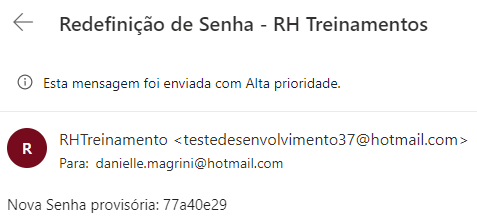 Redefinição de Senha - RH Treinamentos
Esta mensagem foi enviada com Alta prioridade.
R
RHTreinamento <testedesenvolvimento37@hotmail.com>
Para: danielle.magrini@hotmail.com
Nova Senha provisória: 77a40e29